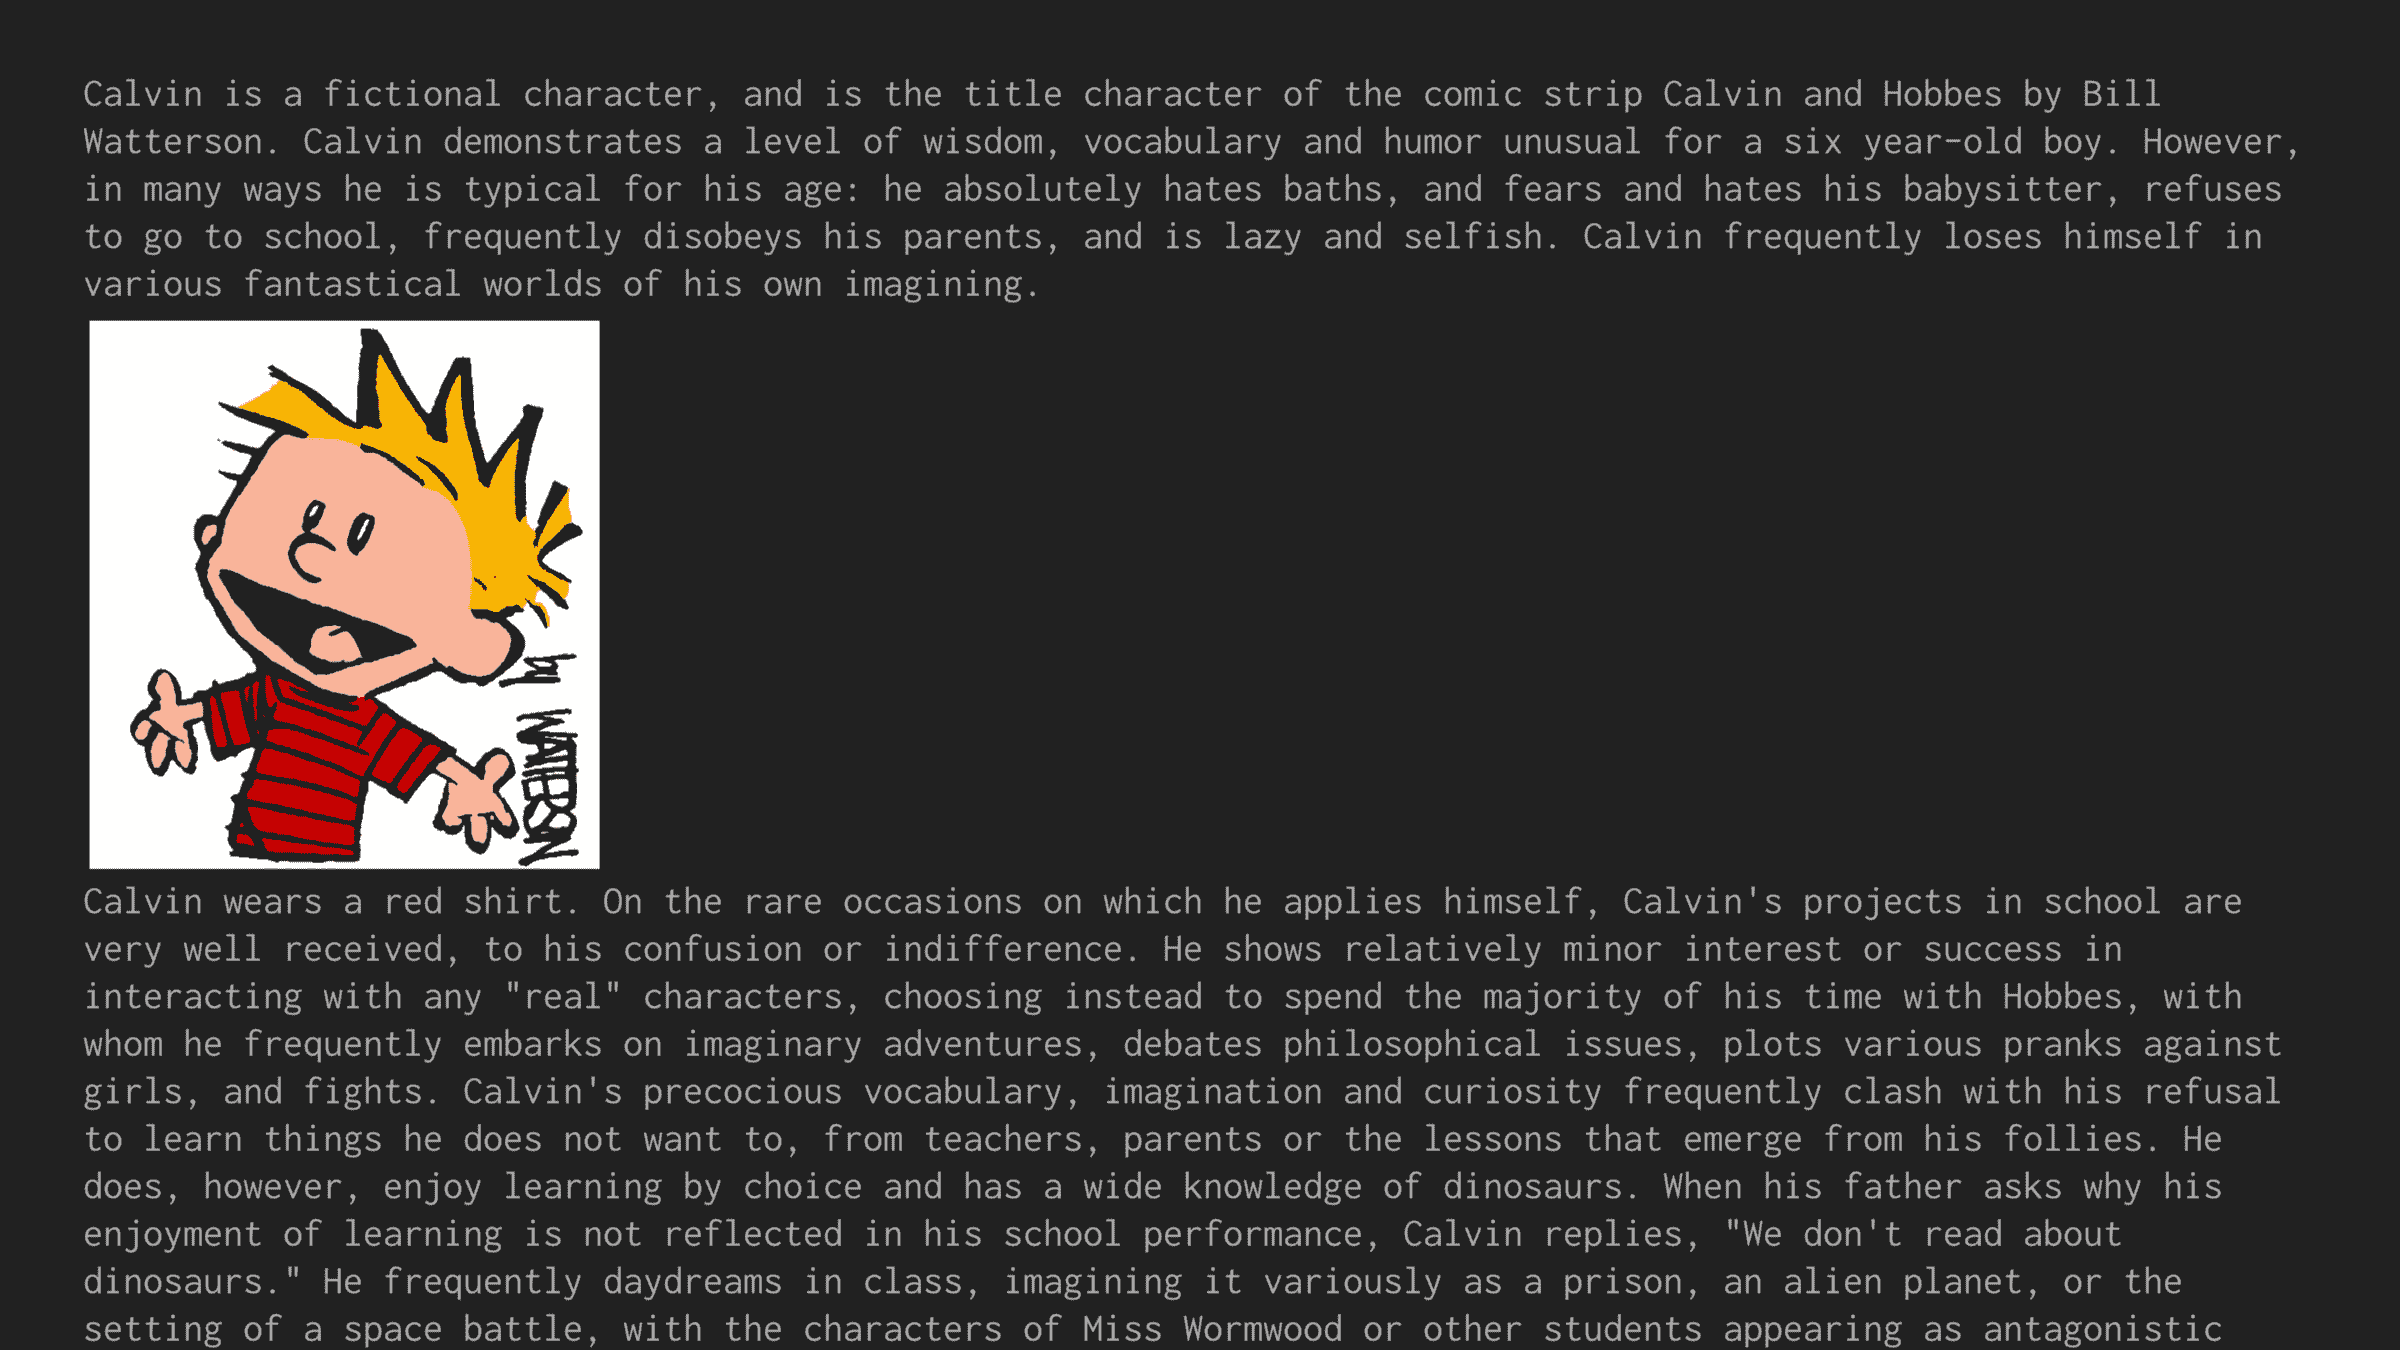 Calvin is a fictional character, and is the title character of the comic strip Calvin and Hobbes by Bill
Watterson. Calvin demonstrates a level of wisdom, vocabulary and humor unusual for a six year-old boy. However,
in many ways he is typical for his age: he absolutely hates baths, and fears and hates his babysitter, refuses
to go to school, frequently disobeys his parents, and is lazy and selfish. Calvin frequently loses himself in
various fantastical worlds of his own imagining.
by WATTERSON
Calvin wears a red shirt. On the rare occasions on which he applies himself, Calvin's projects in school are
very well received, to his confusion or indifference. He shows relatively minor interest or success in
interacting with any "real" characters, choosing instead to spend the majority of his time with Hobbes, with
whom he frequently embarks on imaginary adventures, debates philosophical issues, plots various pranks against
girls, and fights. Calvin's precocious vocabulary, imagination and curiosity frequently clash with his refusal
to learn things he does not want to, from teachers, parents or the lessons that emerge from his follies. He
does, however, enjoy learning by choice and has a wide knowledge of dinosaurs. When his father asks why his
enjoyment of learning is not reflected in his school performance, Calvin replies, "We don't read about
dinosaurs." He frequently daydreams in class, imagining it variously as a prison, an alien planet, or the
setting of a space battle, with the characters of Miss Wormwood or other students appearing as antagonistic